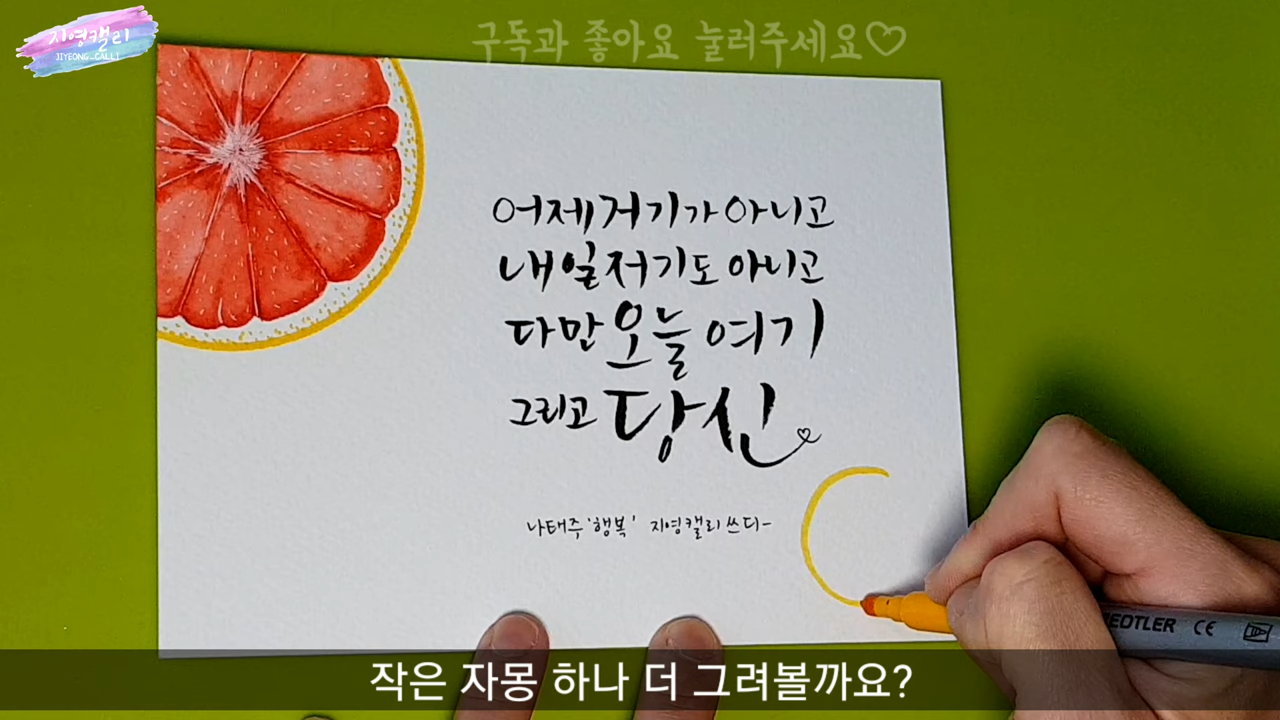 지영캘리
JIYEONG_CALLI
구독과 좋아요 눌러주세요♡
어제 거기가 아니고
내일 저기도 아니고
다만 오늘 여기
그리고 당신
나태주 '행복' 지영캘리 쓰다-
EDTLER CE
작은 자몽 하나 더 그려볼까요?